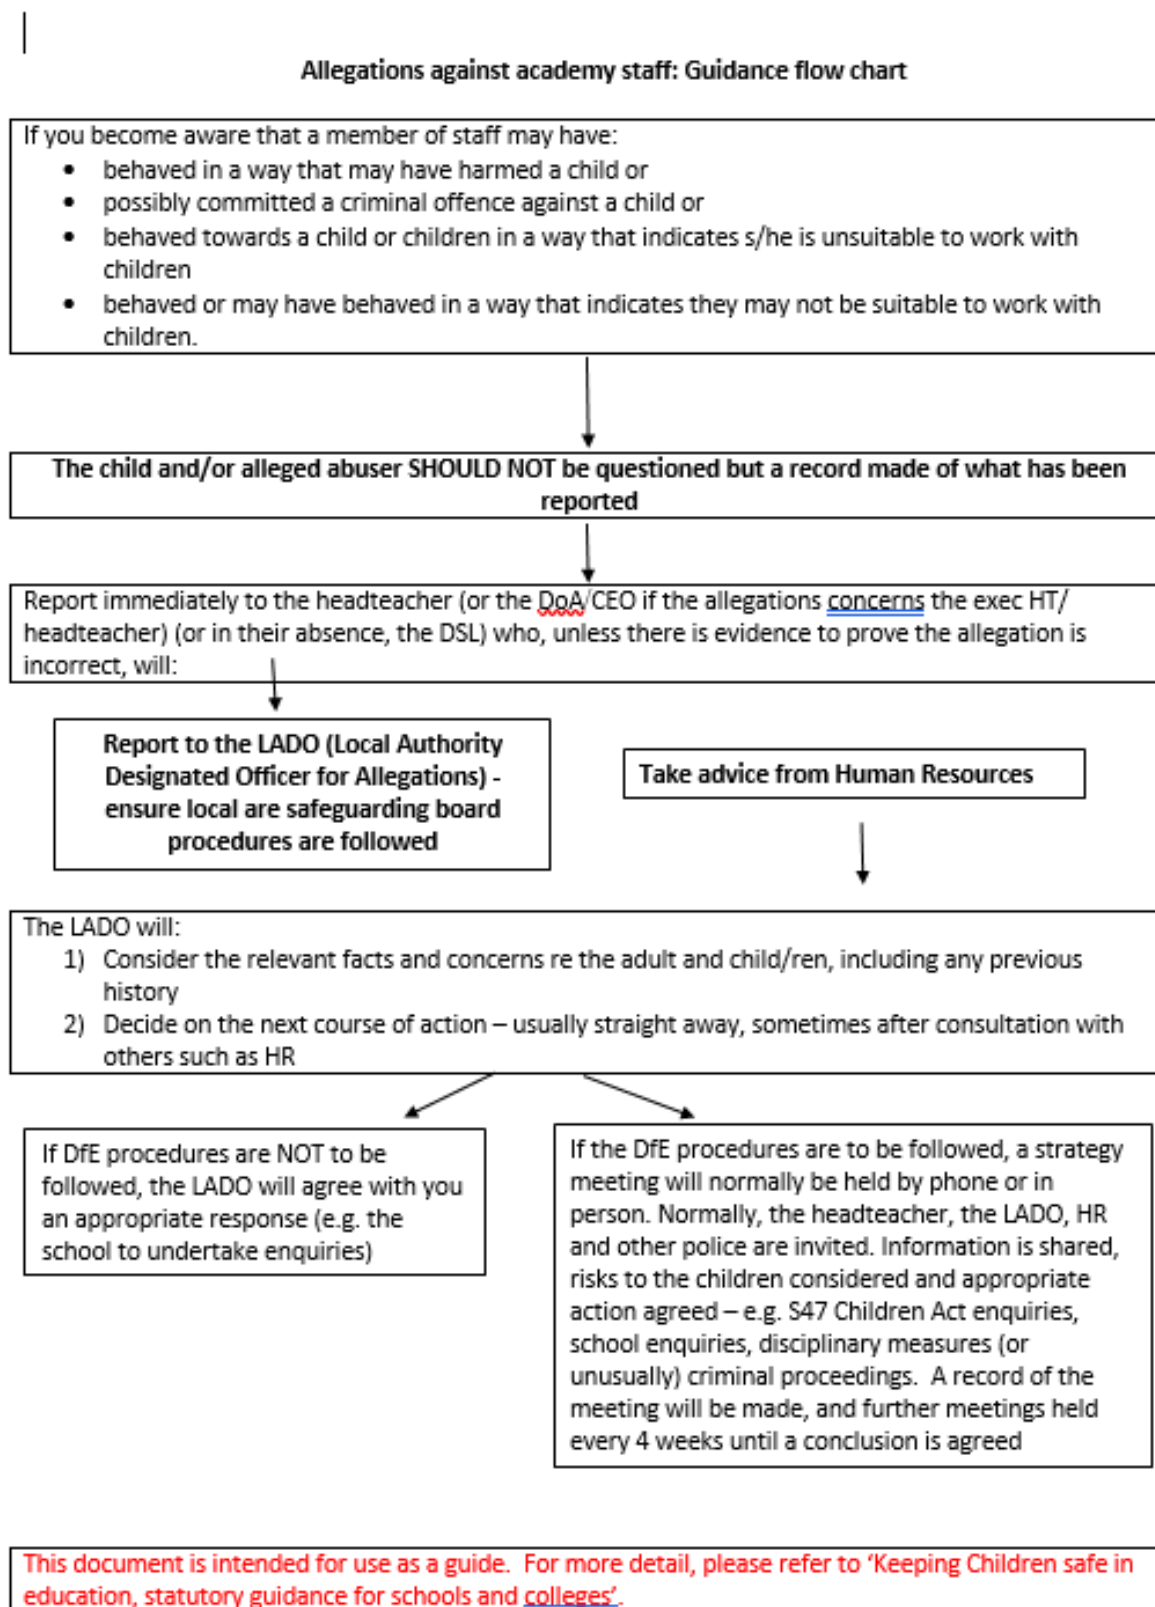 Allegations against academy staff: Guidance flow chart
If you become aware that a member of staff may have:
• behaved in a way that may have harmed a child or
• possibly committed a criminal offence against a child or
• behaved towards a child or children in a way that indicates s/he is unsuitable to work with
children
• behaved or may have behaved in a way that indicates they may not be suitable to work with
children.
The child and/or alleged abuser SHOULD NOT be questioned but a record made of what has been
reported
Report immediately to the headteacher (or the DoA/CEO if the allegations concerns the exec HT/
headteacher) (or in their absence, the DSL) who, unless there is evidence to prove the allegation is
incorrect, will:
Report to the LADO (Local Authority
Designated Officer for Allegations) -
ensure local are safeguarding board
procedures are followed
Take advice from Human Resources
The LADO will:
1) Consider the relevant facts and concerns re the adult and child/ren, including any previous
history
2) Decide on the next course of action – usually straight away, sometimes after consultation with
others such as HR
If DfE procedures are NOT to be
followed, the LADO will agree with you
an appropriate response (e.g. the
school to undertake enquiries)
If the DfE procedures are to be followed, a strategy
meeting will normally be held by phone or in
person. Normally, the headteacher, the LADO, HR
and other police are invited. Information is shared,
risks to the children considered and appropriate
action agreed – e.g. S47 Children Act enquiries,
school enquiries, disciplinary measures (or
unusually) criminal proceedings.  A record of the
meeting will be made, and further meetings held
every 4 weeks until a conclusion is agreed
This document is intended for use as a guide.  For more detail, please refer to ‘Keeping Children safe in
education, statutory guidance for schools and colleges’.